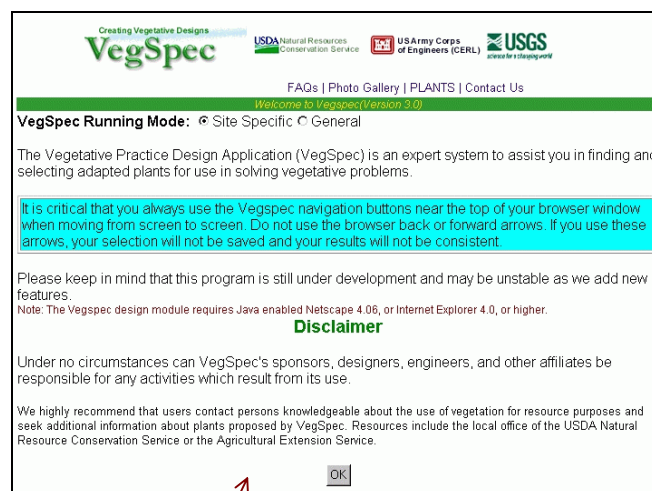 Creating Vegetative Designs
VegSpec
USDA Natural Resources
Conservation Service
US Army Corps
of Engineers (CERL)
USGS
science for a changing world
FAQs | Photo Gallery | PLANTS | Contact Us
Welcome to Vegspec(Version 3.0)
VegSpec Running Mode: Site Specific General
The Vegetative Practice Design Application (VegSpec) is an expert system to assist you in finding and
selecting adapted plants for use in solving vegetative problems.
It is critical that you always use the Vegspec navigation buttons near the top of your browser window
when moving from screen to screen. Do not use the browser back or forward arrows. If you use these
arrows, your selection will not be saved and your results will not be consistent.
Please keep in mind that this program is still under development and may be unstable as we add new
features.
Note: The Vegspec design module requires Java enabled Netscape 4.06, or Internet Explorer 4.0, or higher.
Disclaimer
Under no circumstances can VegSpec's sponsors, designers, engineers, and other affiliates be
responsible for any activities which result from its use.
We highly recommend that users contact persons knowledgeable about the use of vegetation for resource purposes and
seek additional information about plants proposed by VegSpec. Resources include the local office of the USDA Natural
Resource Conservation Service or the Agricultural Extension Service.
OK